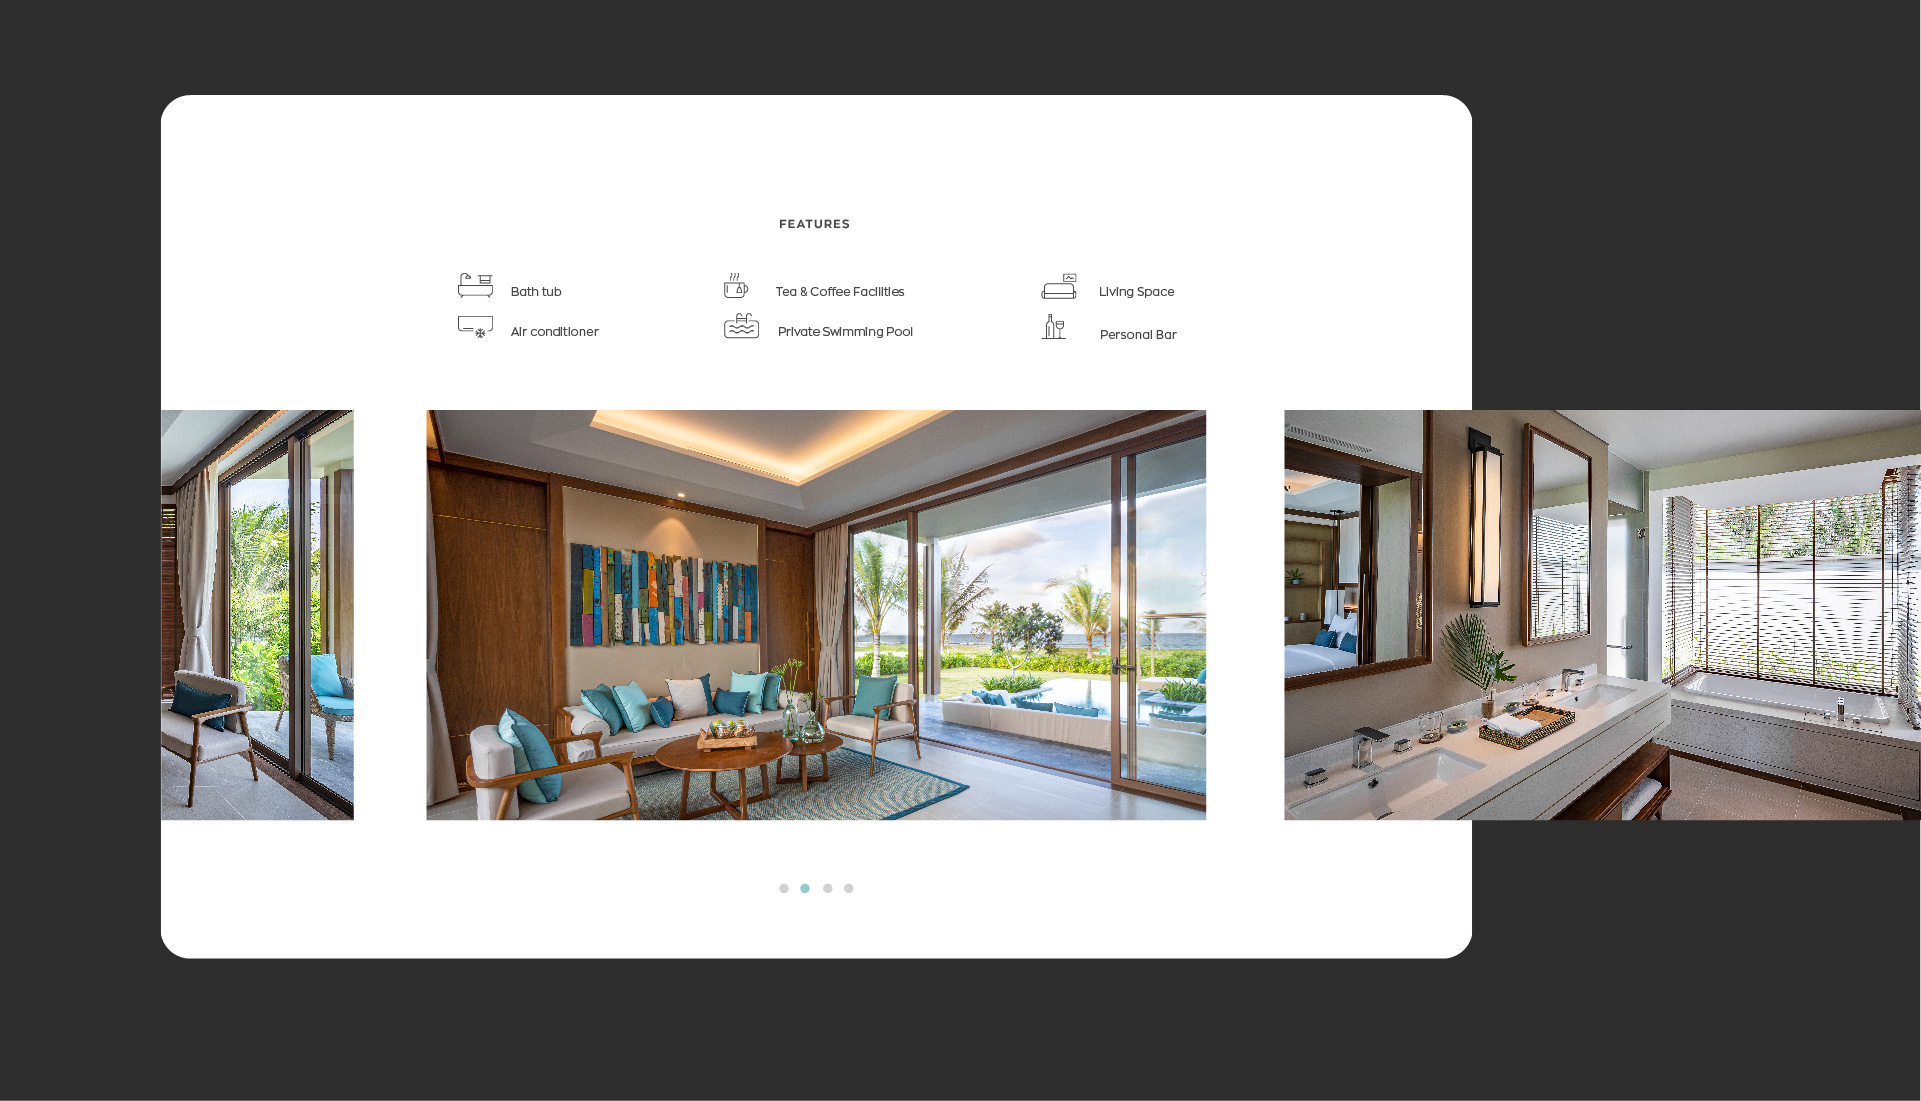 FEATURES
Bath tub
Tea & Coffee Facilities
Living Space
Air conditioner
Private Swimming Pool
Personal Bar